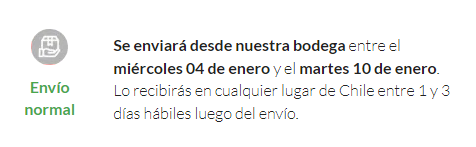 Se enviará desde nuestra bodega entre el
miércoles 04 de enero y el martes 10 de enero.
Lo recibirás en cualquier lugar de Chile entre 1 y 3
días hábiles luego del envío.
Envío
normal